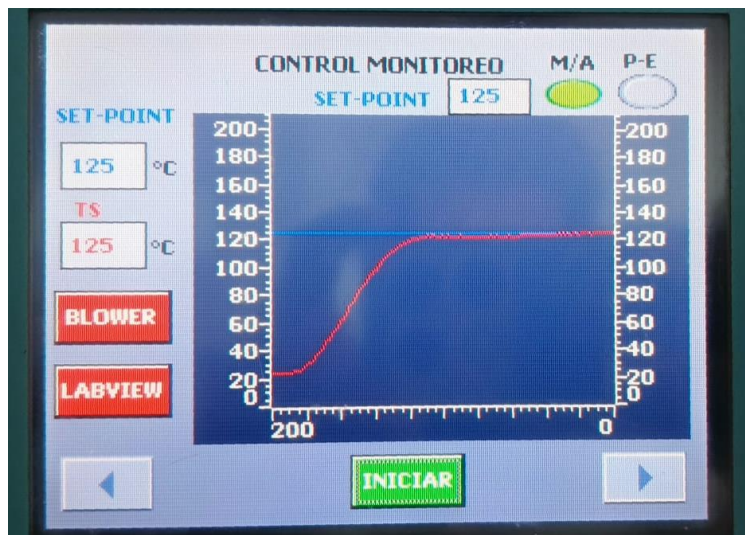 CONTROL MONITOREO
M/A
P-E
SET-POINT 125
SET-POINT
125 °C
TS
125 °C
BLOWER
LABVIEW
200
180
160
140
120
100
80
60
40
20
0
200
180
160
140
120
100
80
60
40
20
0
200 0
INICIAR